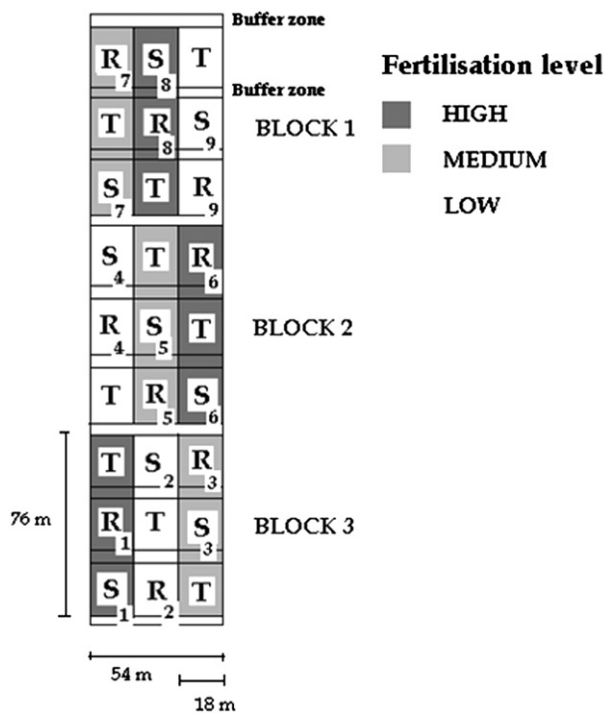 Buffer zone
R S T
7 8
Buffer zone
T R S
8 9
BLOCK 1
S T R
7 9
S T R
4 6
R S T
4 5
BLOCK 2
T R S
5 6
T S R
2 3
R T S
1 3
BLOCK 3
S R T
1 2
76 m
54 m
18 m
Fertilisation level
HIGH
MEDIUM
LOW